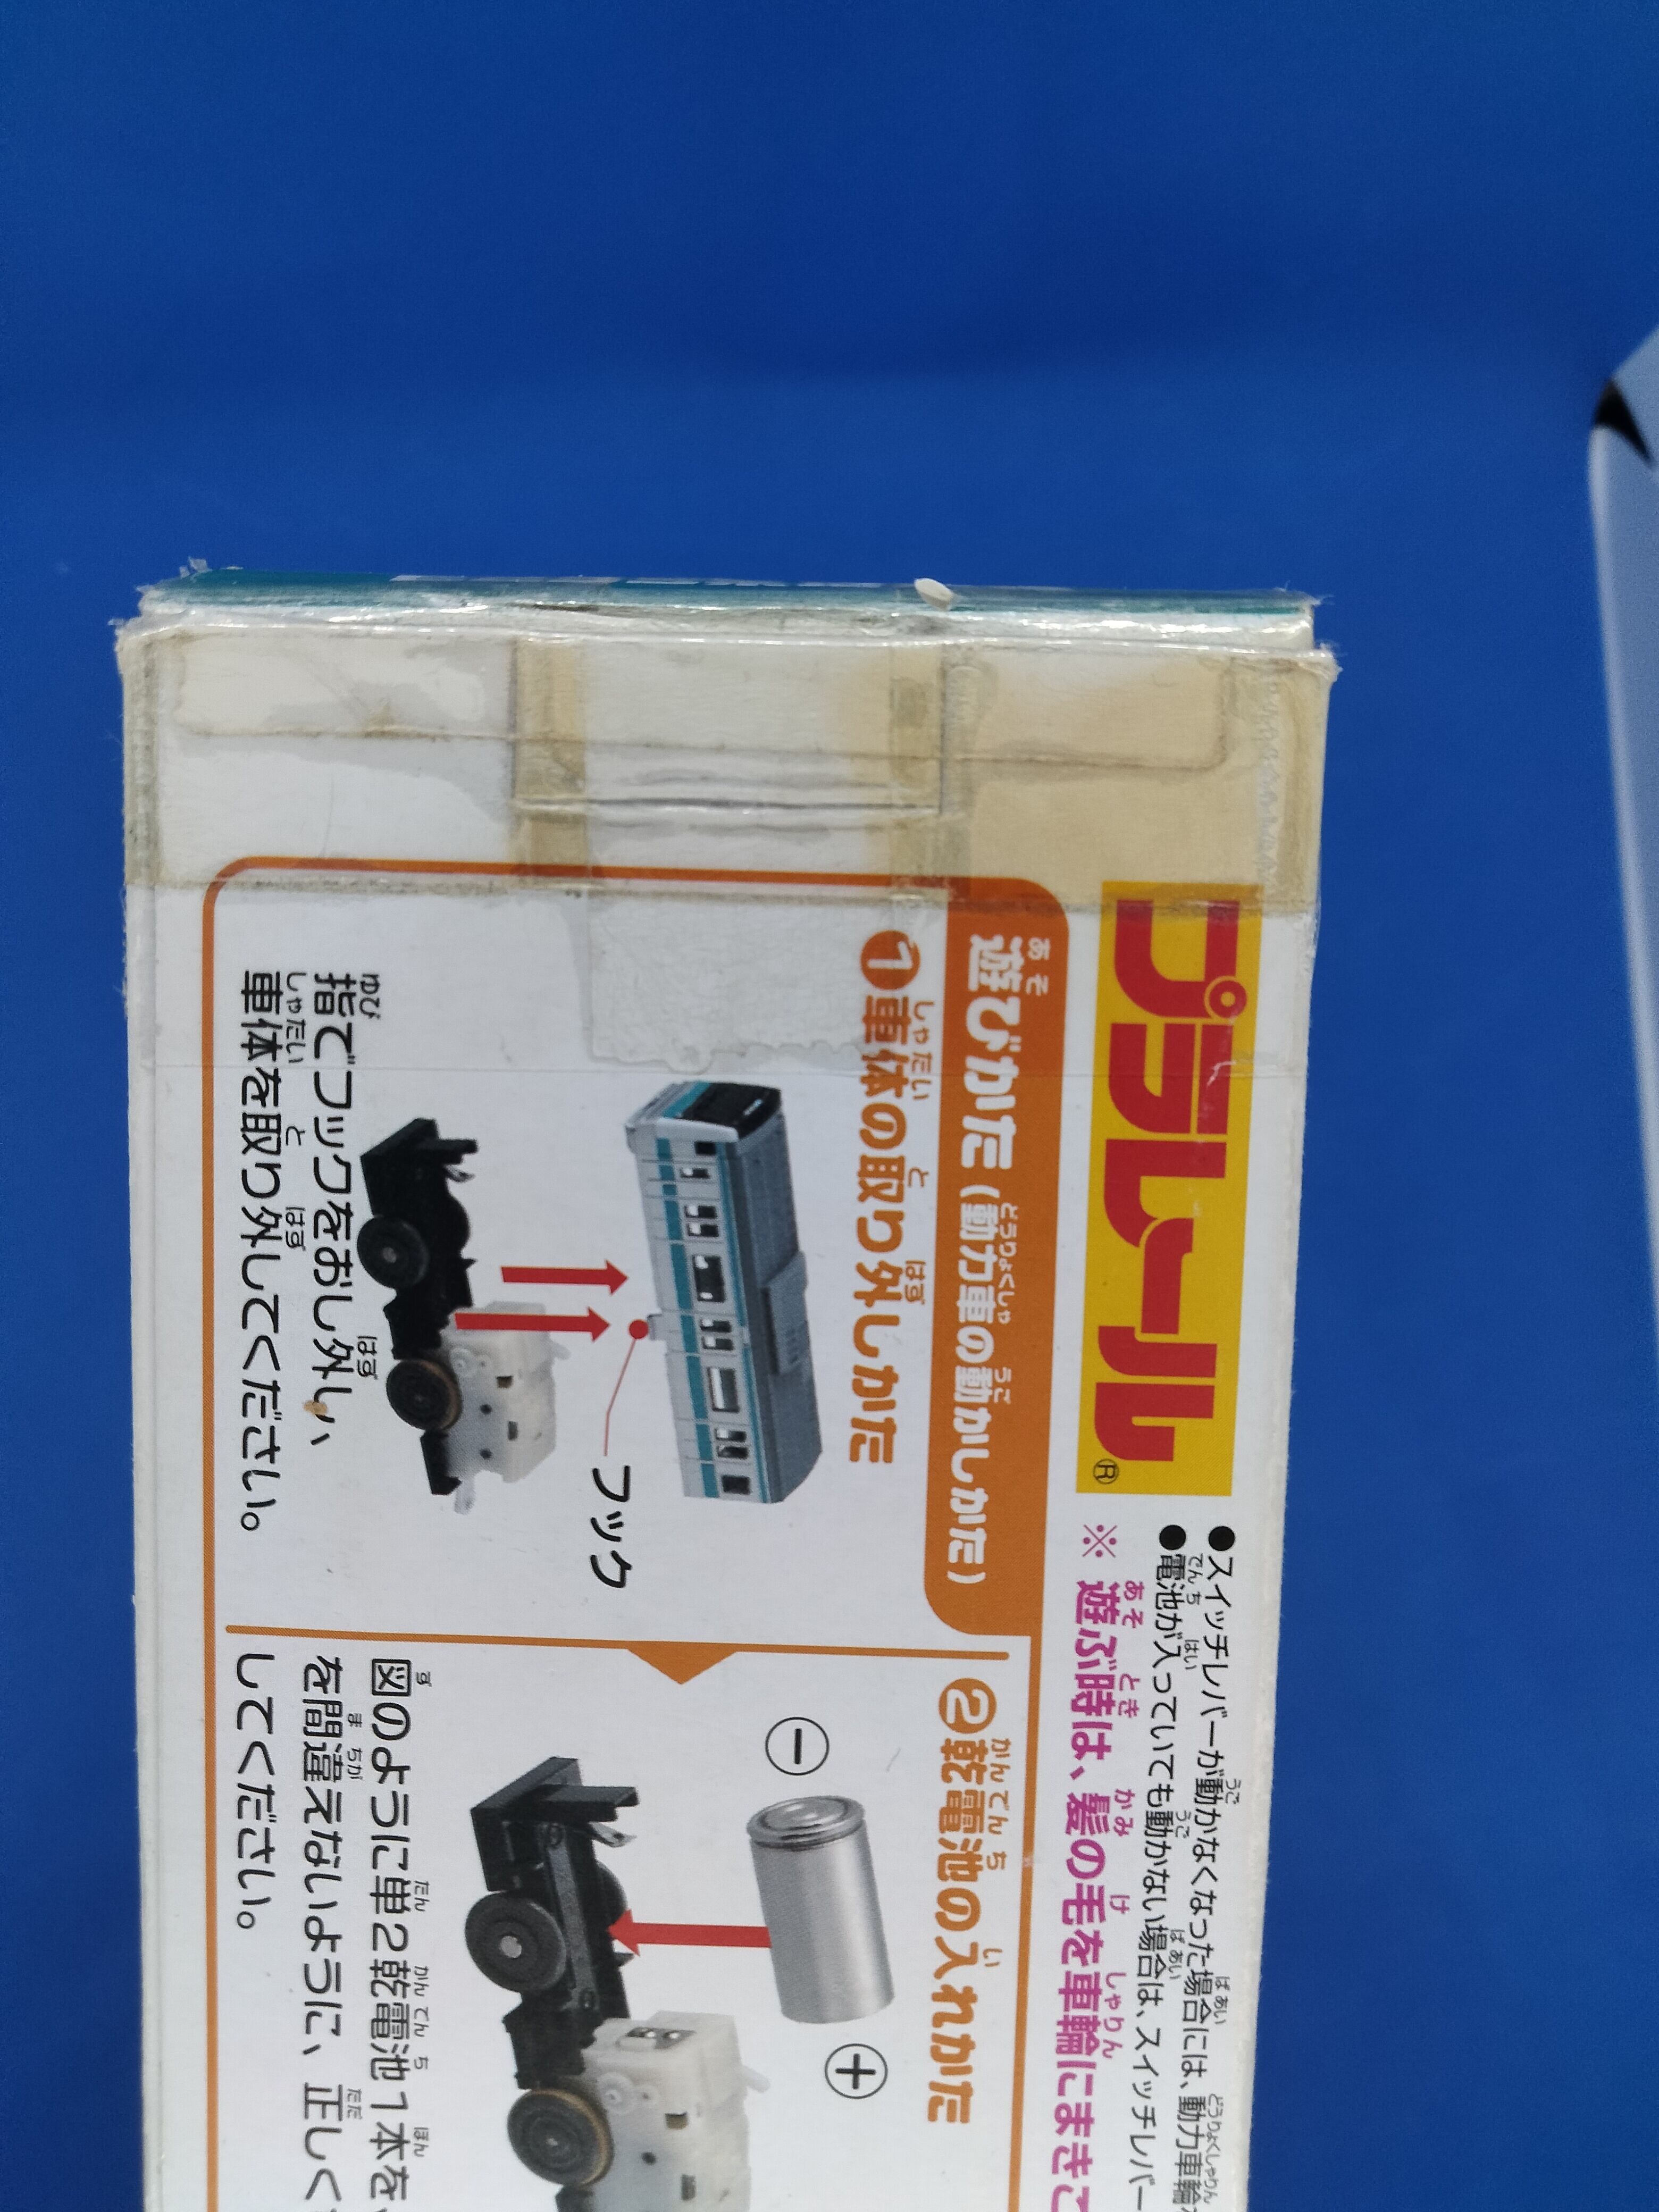 プラレール®
●スイッチレバーが動かなくなった場合には、動力車輪
●電池が入っていても動かない場合は、スイッチレバー
※遊ぶ時は、髪の毛を車輪にまきこ
遊びかた(動力車の動かしかた)
❶車体の取り外しかた
フック
指でフックをおし外し、
車体を取り外してください。
❷乾電池の入れかた
⊖
⊕
図のように単2乾電池1本を、
を間違えないように、正しく
してください。